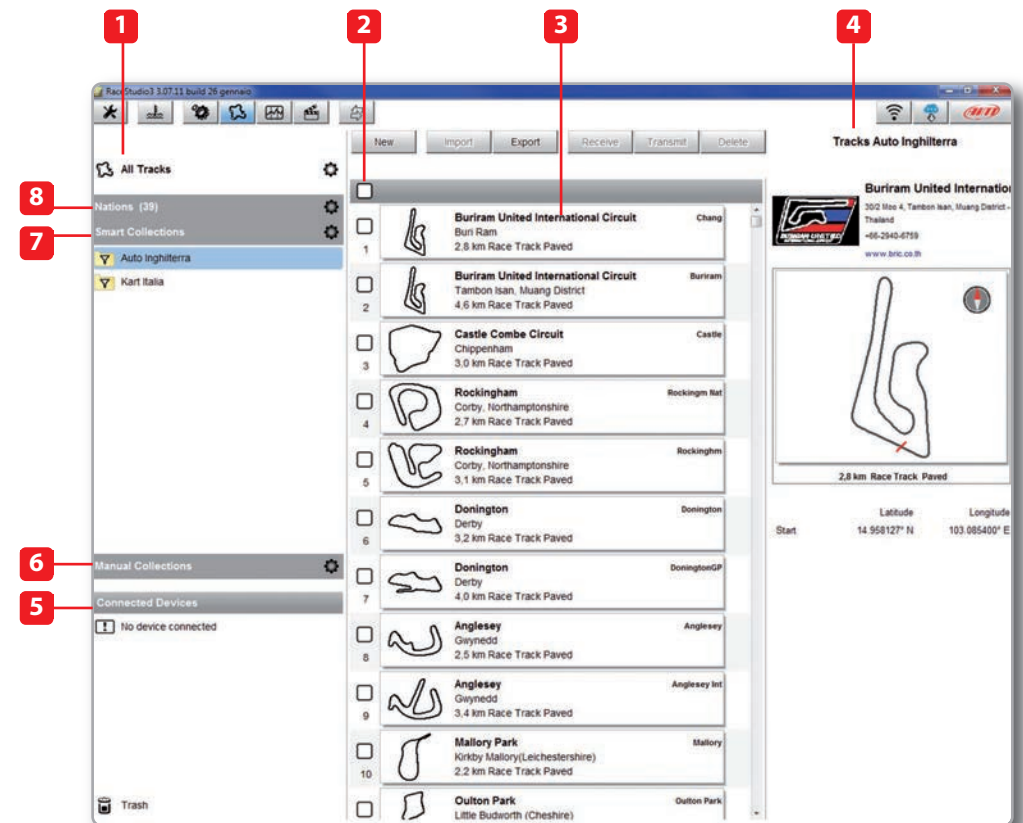 1
2
3
4
RaceStudio3 3.07.11 build 26 gennaio
AiM
New Import Export Receive Transmit Delete
Tracks Auto Inghilterra
All Tracks
8
Nations (39)
7
Smart Collections
Auto Inghilterra
Kart Italia
6
Manual Collections
5
Connected Devices
No device connected
Trash
Buriram United International Circuit Chang
Buri Ram
2,8 km Race Track Paved
1
Buriram United International Circuit Buriram
Tambon Isan, Muang District
4,6 km Race Track Paved
2
Castle Combe Circuit Castle
Chippenham
3,0 km Race Track Paved
3
Rockingham Rockingm Nat
Corby, Northamptonshire
2,7 km Race Track Paved
4
Rockingham Rockinghm
Corby, Northamptonshire
3,1 km Race Track Paved
5
Donington Donington
Derby
3,2 km Race Track Paved
6
Donington DoningtonGP
Derby
4,0 km Race Track Paved
7
Anglesey Anglesey
Gwynedd
2,5 km Race Track Paved
8
Anglesey Anglesey Int
Gwynedd
3,4 km Race Track Paved
9
Mallory Park Mallory
Kirkby Mallory(Leichestershire)
2,2 km Race Track Paved
10
Oulton Park Oulton Park
Little Budworth (Cheshire)
Buriram United Internation
30/2 Moo 4, Tambon Isan, Muang District -
Thailand
+66-2940-6759
www.bric.co.th
BURIRAM UNITED
2,8 km Race Track Paved
Latitude Longitude
Start 14.958127° N 103.085400° E